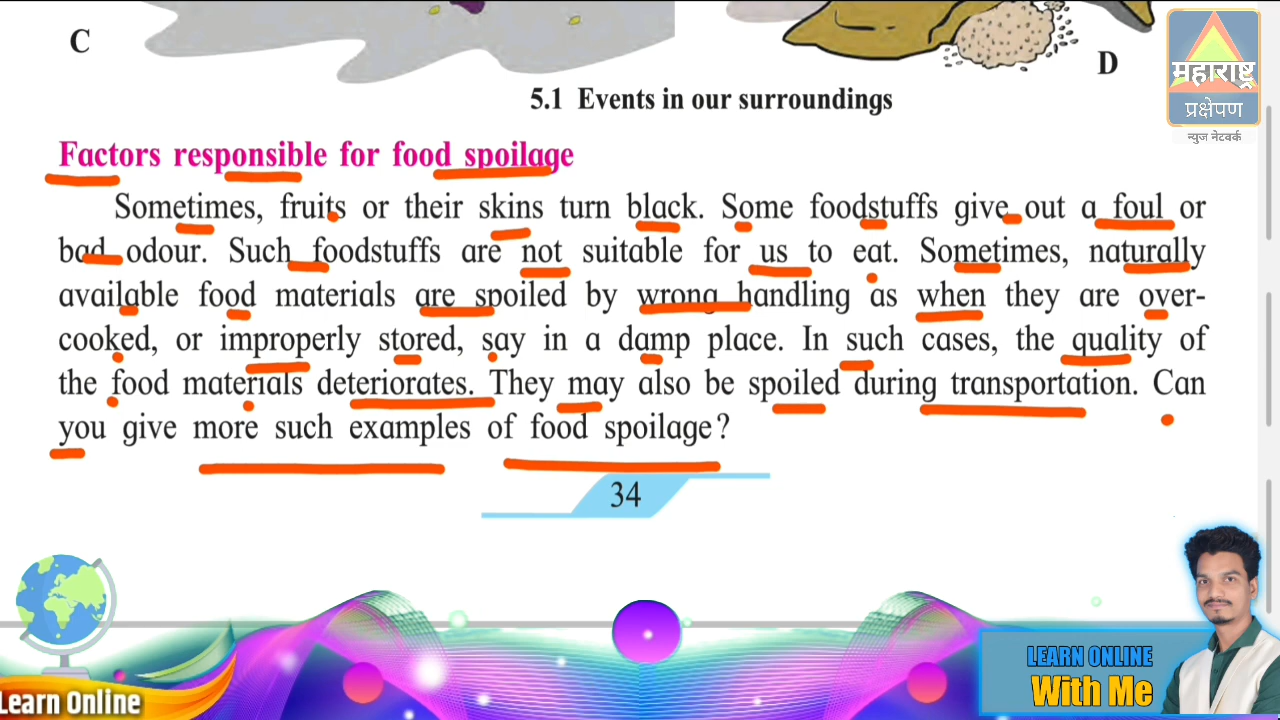 C
D
5.1 Events in our surroundings
महाराष्ट्र
प्रक्षेपण
न्युज नेटवर्क
Factors responsible for food spoilage
Sometimes, fruits or their skins turn black. Some foodstuffs give out a foul or
bad odour. Such foodstuffs are not suitable for us to eat. Sometimes, naturally
available food materials are spoiled by wrong handling as when they are over-
cooked, or improperly stored, say in a damp place. In such cases, the quality of
the food materials deteriorates. They may also be spoiled during transportation. Can
you give more such examples of food spoilage?
34
Learn Online
LEARN ONLINE
With Me